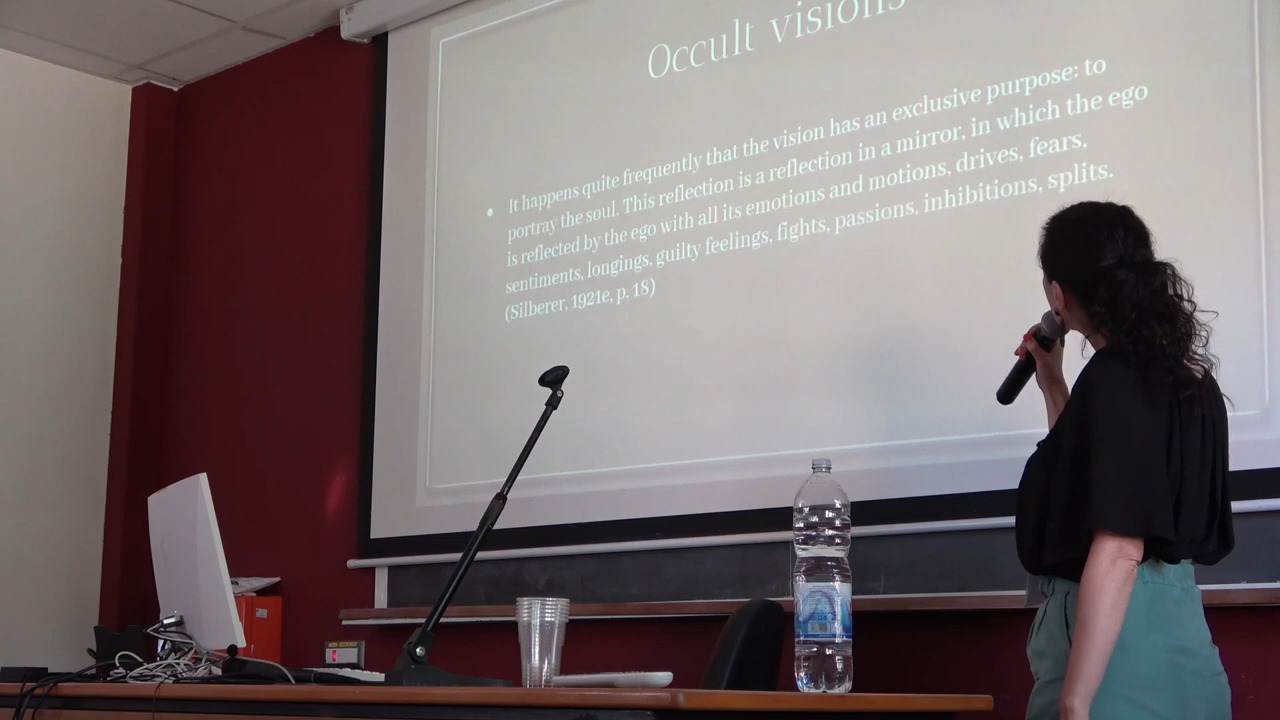 Occult visions
• It happens quite frequently that the vision has an exclusive purpose: to
portray the soul. This reflection is a reflection in a mirror, in which the ego
is reflected by the ego with all its emotions and motions, drives, fears,
sentiments, longings, guilty feelings, fights, passions, inhibitions, splits.
(Silberer, 1921e, p. 18)